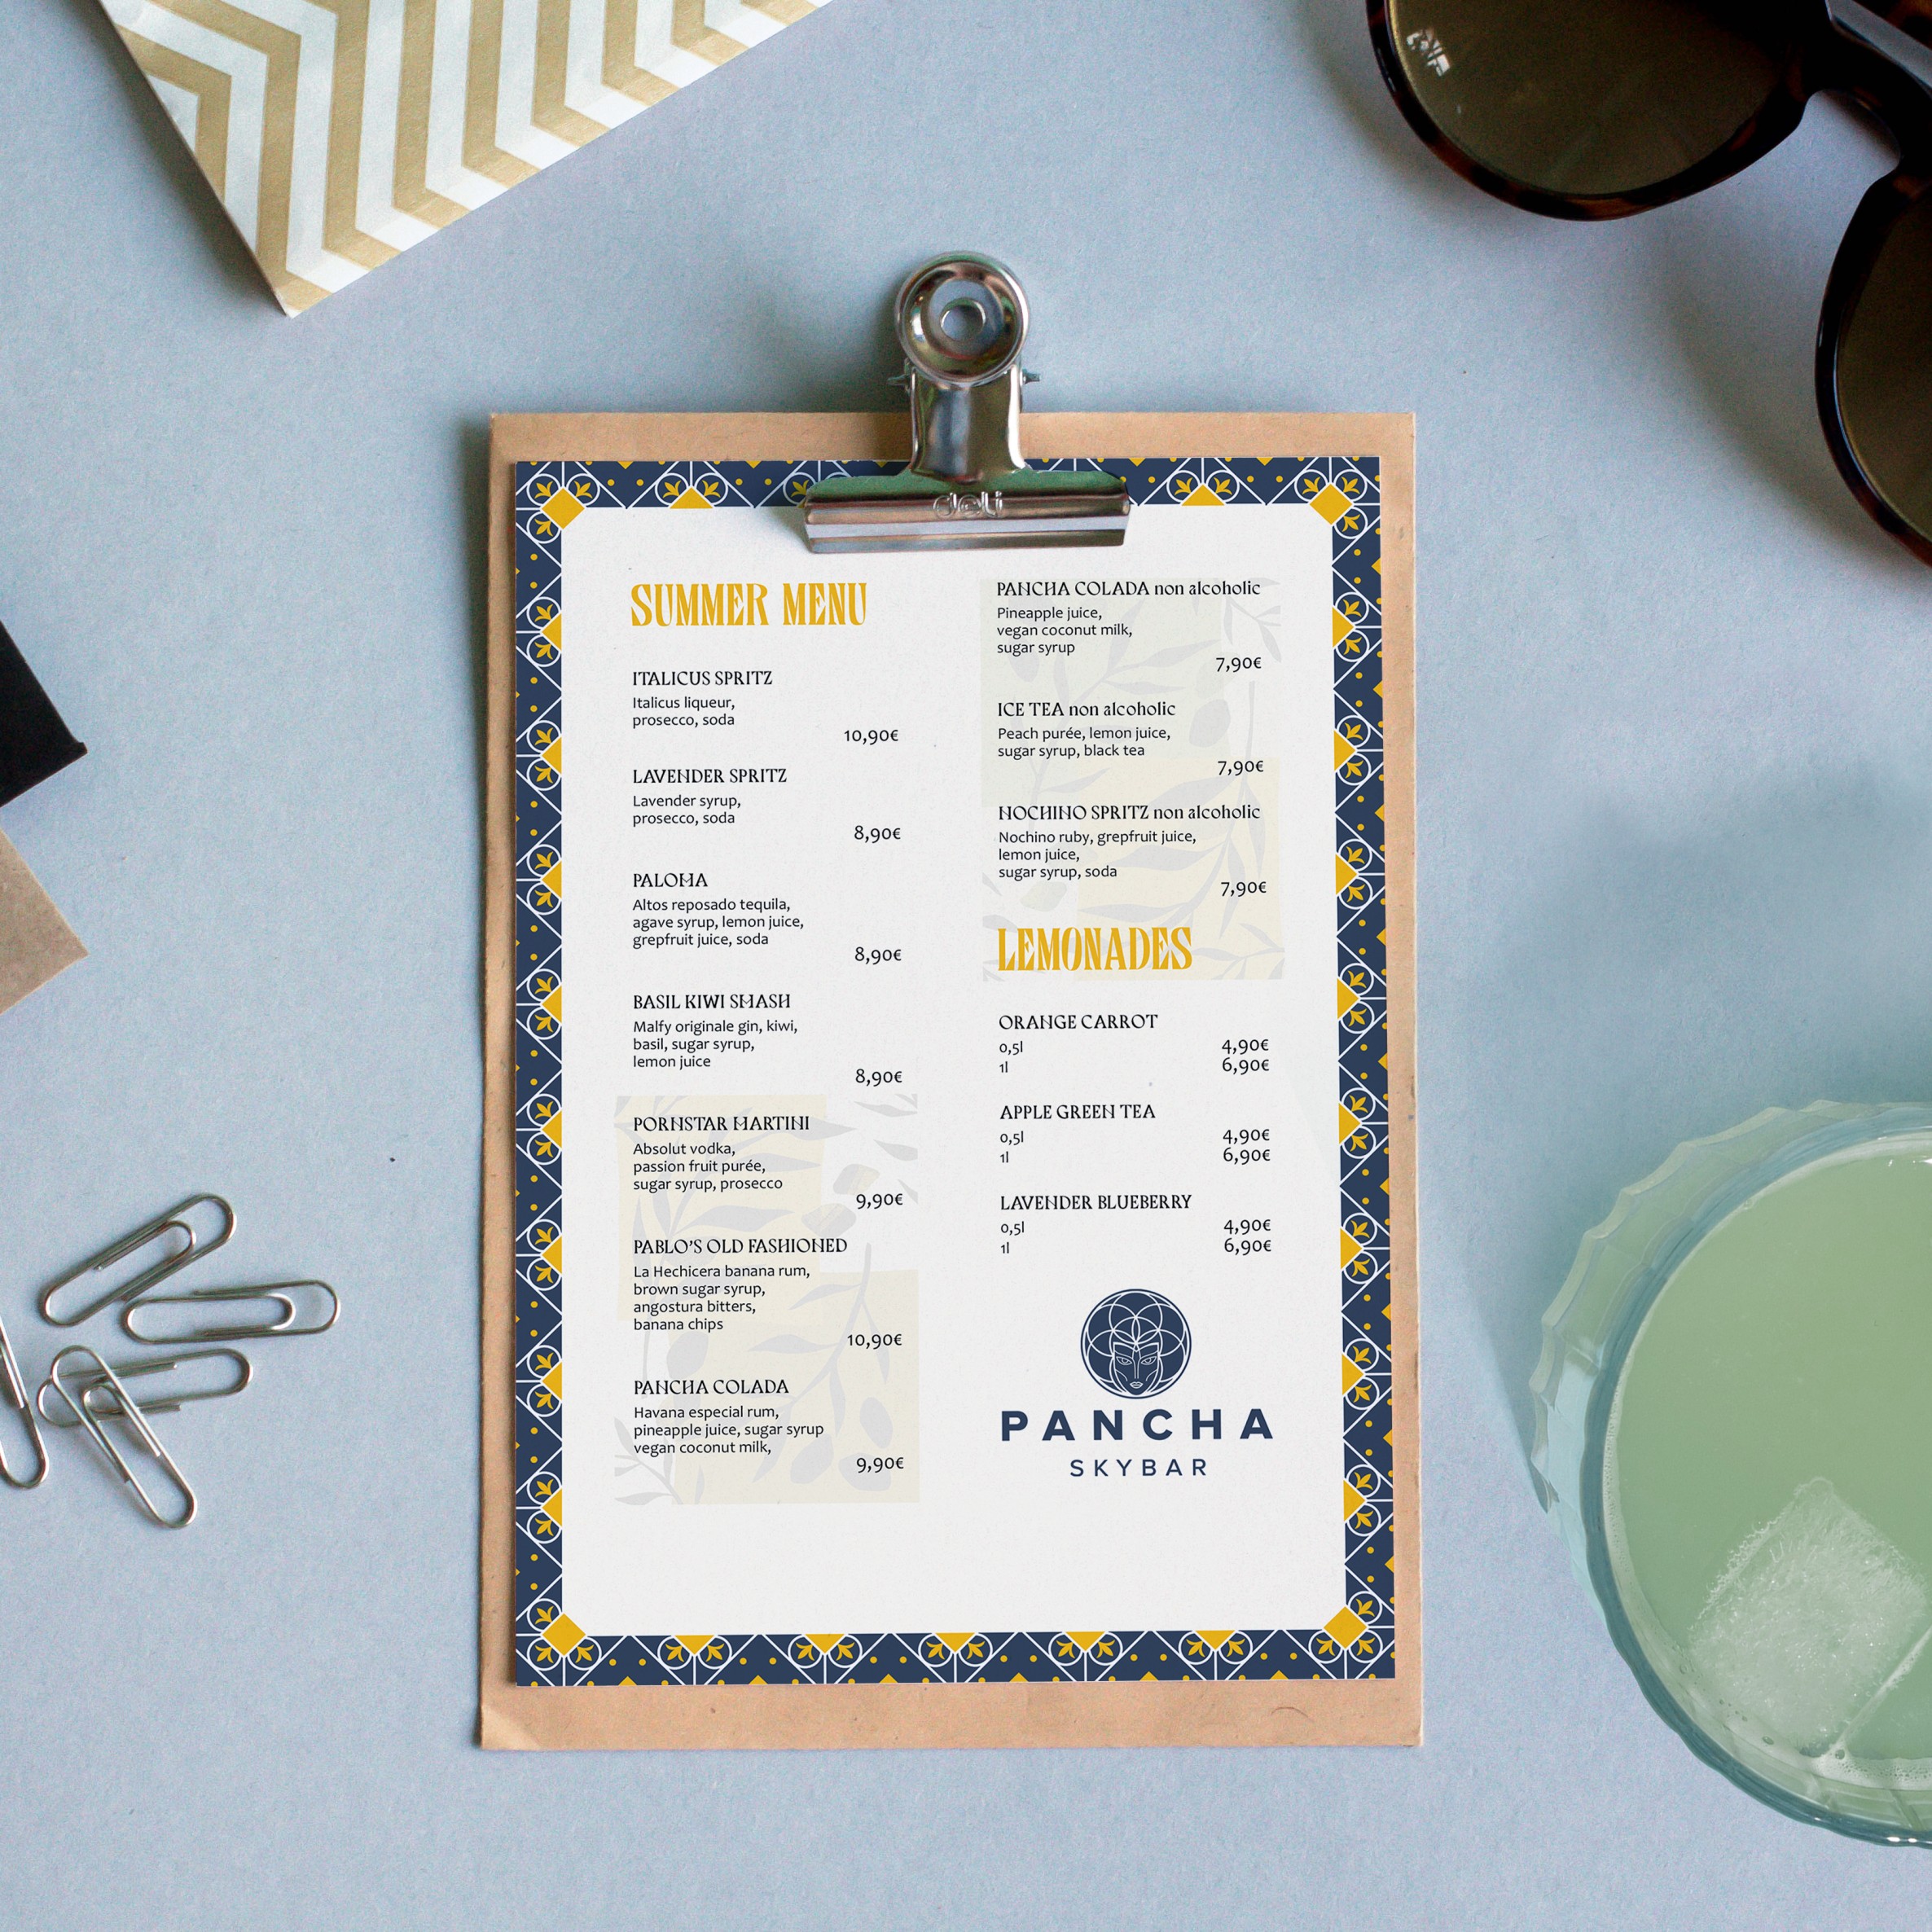 deli
SUMMER MENU
ITALICUS SPRITZ
Italicus liqueur,
prosecco, soda
10,90€
LAVENDER SPRITZ
Lavender syrup,
prosecco, soda
8,90€
PALOMA
Altos reposado tequila,
agave syrup, lemon juice,
grepfruit juice, soda
8,90€
BASIL KIWI SMASH
Malfy originale gin, kiwi,
basil, sugar syrup,
lemon juice
8,90€
PORNSTAR MARTINI
Absolut vodka,
passion fruit purée,
sugar syrup, prosecco
9,90€
PABLO'S OLD FASHIONED
La Hechicera banana rum,
brown sugar syrup,
angostura bitters,
banana chips
10,90€
PANCHA COLADA
Havana especial rum,
pineapple juice, sugar syrup
vegan coconut milk,
9,90€
PANCHA COLADA non alcoholic
Pineapple juice,
vegan coconut milk,
sugar syrup
7,90€
ICE TEA non alcoholic
Peach purée, lemon juice,
sugar syrup, black tea
7,90€
NOCHINO SPRITZ non alcoholic
Nochino ruby, grepfruit juice,
lemon juice,
sugar syrup, soda
7,90€
LEMONADES
ORANGE CARROT
0,5l 4,90€
1l 6,90€
APPLE GREEN TEA
0,5l 4,90€
1l 6,90€
LAVENDER BLUEBERRY
0,5l 4,90€
1l 6,90€
PANCHA
SKYBAR